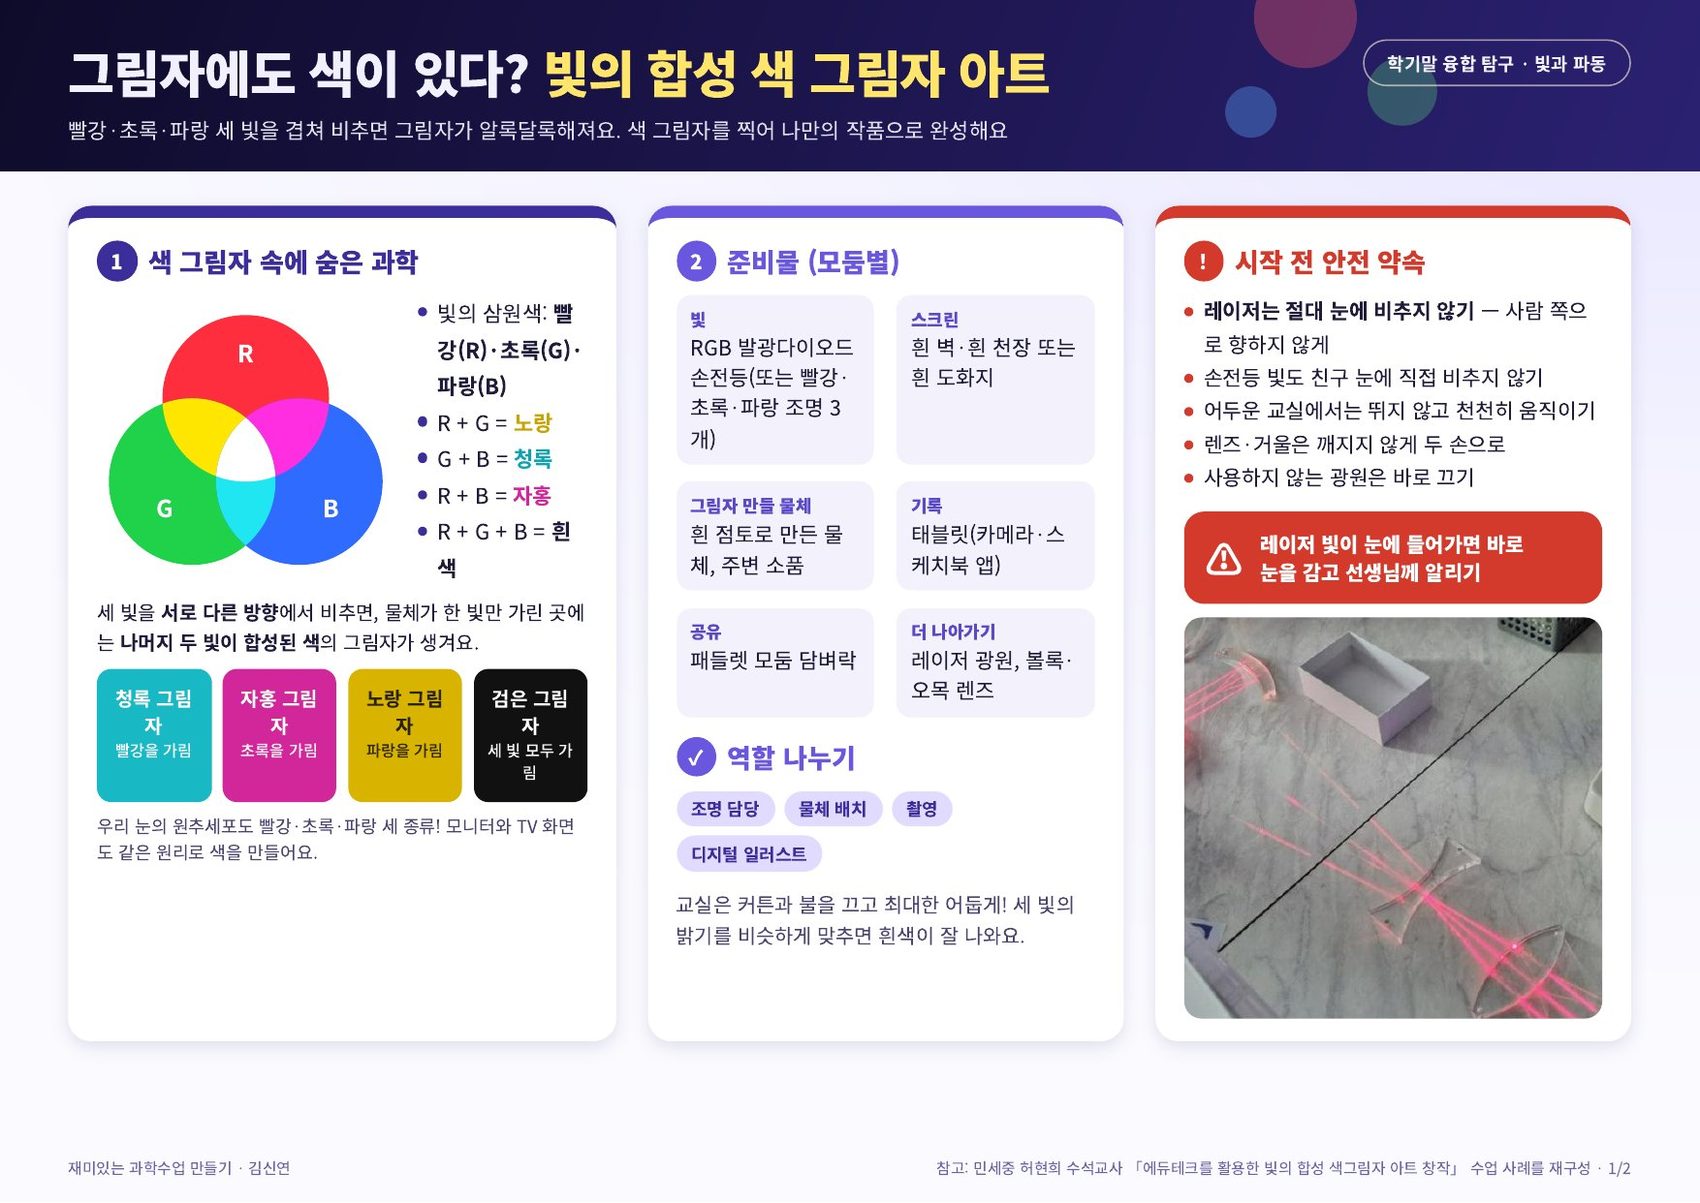 그림자에도 색이 있다? 빛의 합성 색 그림자 아트
빨강·초록·파랑 세 빛을 겹쳐 비추면 그림자가 알록달록해져요. 색 그림자를 찍어 나만의 작품으로 완성해요
학기말 융합 탐구 · 빛과 파동
1 색 그림자 속에 숨은 과학
R
G
B
빛의 삼원색: 빨
강(R)·초록(G)·
파랑(B)
R + G = 노랑
G + B = 청록
R + B = 자홍
R + G + B = 흰
색
세 빛을 서로 다른 방향에서 비추면, 물체가 한 빛만 가린 곳에
는 나머지 두 빛이 합성된 색의 그림자가 생겨요.
청록 그림
자
빨강을 가림
자홍 그림
자
초록을 가림
노랑 그림
자
파랑을 가림
검은 그림
자
세 빛 모두 가
림
우리 눈의 원추세포도 빨강·초록·파랑 세 종류! 모니터와 TV 화면
도 같은 원리로 색을 만들어요.
2 준비물 (모둠별)
빛
RGB 발광다이오드
손전등(또는 빨강·
초록·파랑 조명 3
개)
스크린
흰 벽·흰 천장 또는
흰 도화지
그림자 만들 물체
흰 점토로 만든 물
체, 주변 소품
기록
태블릿(카메라·스
케치북 앱)
공유
패들렛 모둠 담벼락
더 나아가기
레이저 광원, 볼록·
오목 렌즈
✓ 역할 나누기
조명 담당
물체 배치
촬영
디지털 일러스트
교실은 커튼과 불을 끄고 최대한 어둡게! 세 빛의
밝기를 비슷하게 맞추면 흰색이 잘 나와요.
! 시작 전 안전 약속
레이저는 절대 눈에 비추지 않기 — 사람 쪽으
로 향하지 않게
손전등 빛도 친구 눈에 직접 비추지 않기
어두운 교실에서는 뛰지 않고 천천히 움직이기
렌즈·거울은 깨지지 않게 두 손으로
사용하지 않는 광원은 바로 끄기
레이저 빛이 눈에 들어가면 바로
눈을 감고 선생님께 알리기
재미있는 과학수업 만들기 · 김신연
참고: 민세중 허현희 수석교사 「에듀테크를 활용한 빛의 합성 색그림자 아트 창작」 수업 사례를 재구성 · 1/2